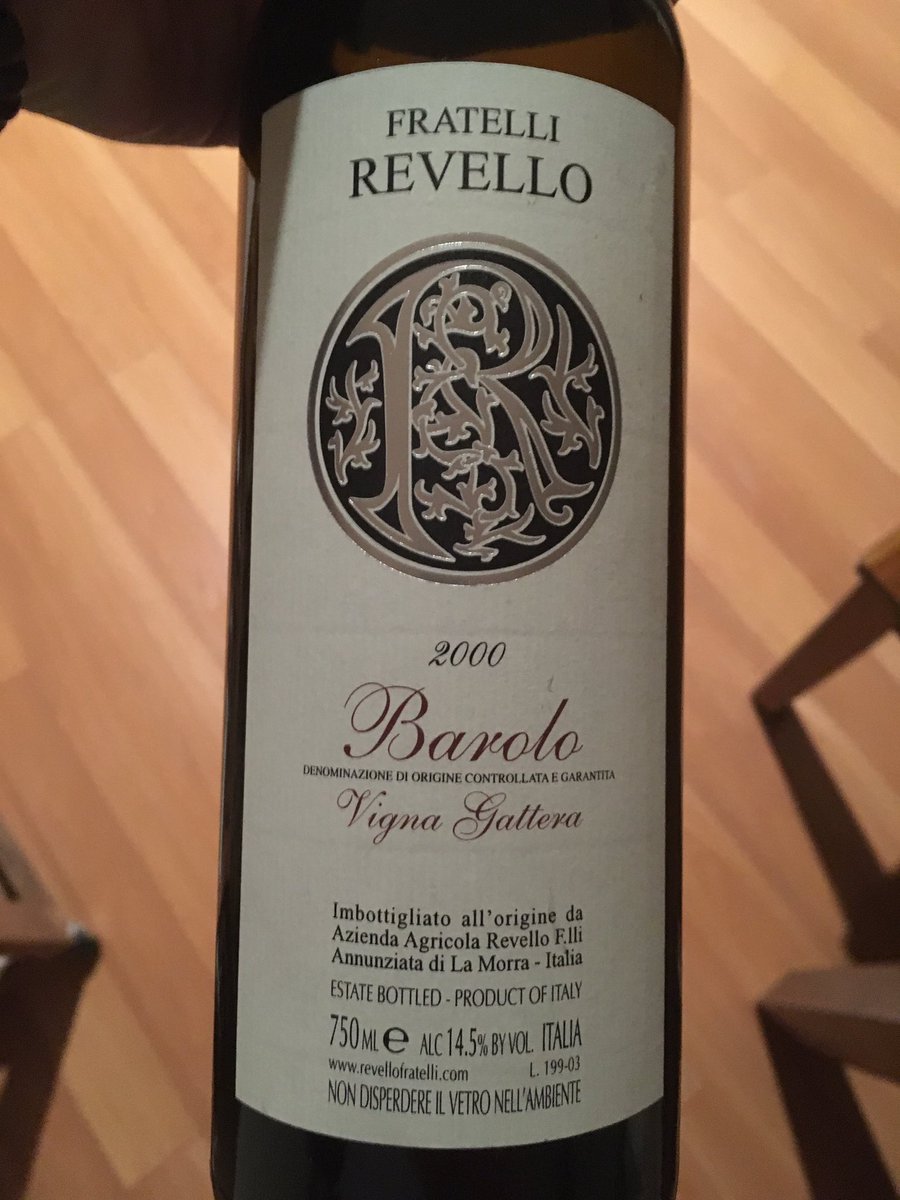 FRATELLI
REVELLO
R
2000
Barolo
DENOMINAZIONE DI ORIGINE CONTROLLATA E GARANTITA
Vigna Gattera
Imbottigliato all'origine da
Azienda Agricola Revello F.lli
Annunziata di La Morra - Italia
ESTATE BOTTLED - PRODUCT OF ITALY
750 ML e ALC 14.5% BY VOL. ITALIA
www.revellofratelli.com L. 199-03
NON DISPERDERE IL VETRO NELL'AMBIENTE